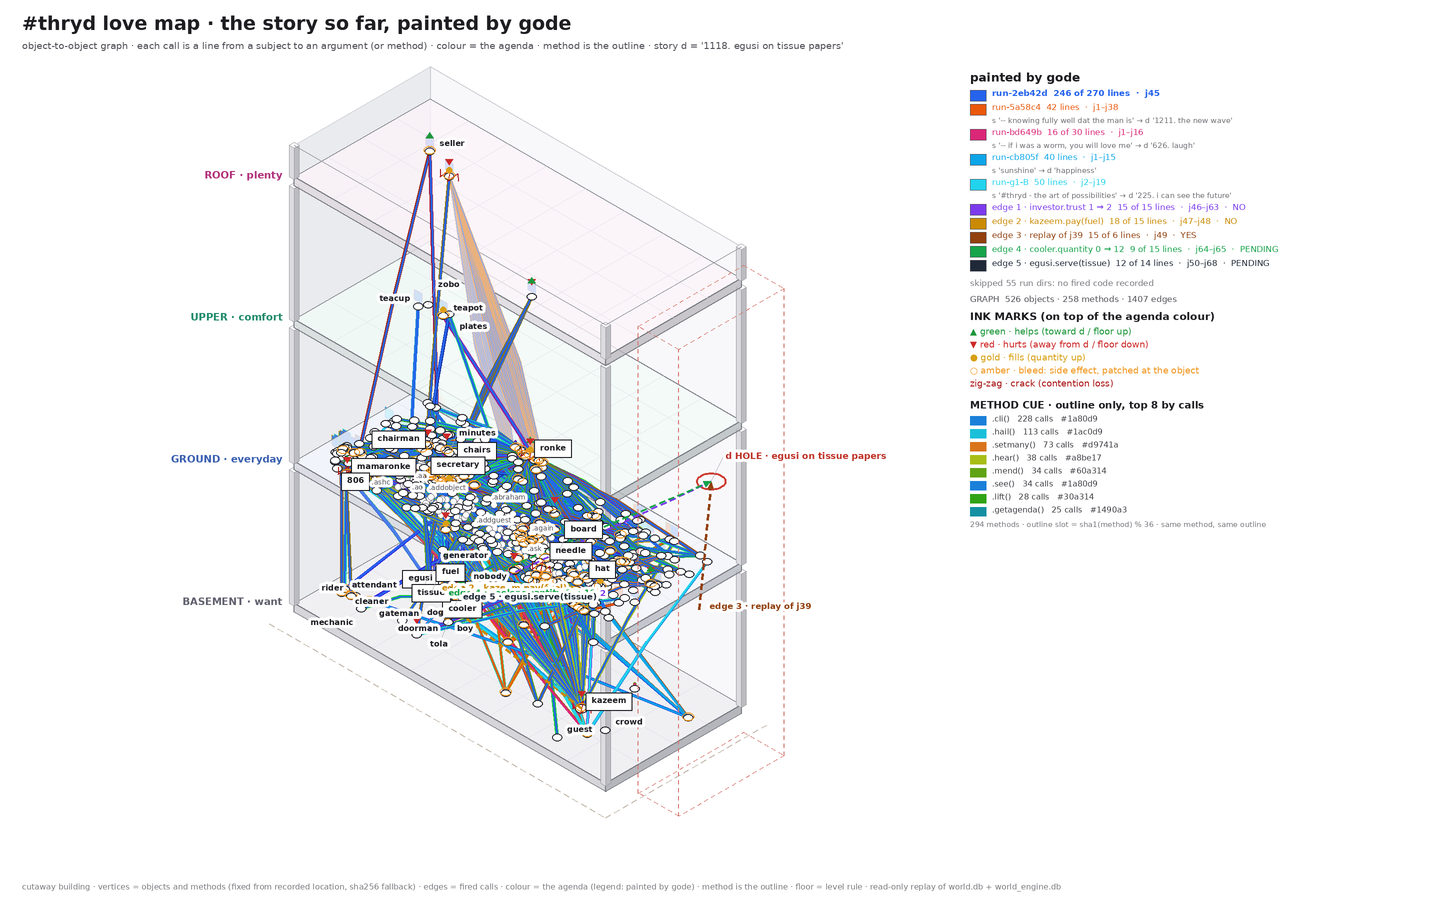 #thryd love map · the story so far, painted by gode
object-to-object graph · each call is a line from a subject to an argument (or method) · colour = the agenda · method is the outline · story d = '1118. egusi on tissue papers'
painted by gode
run-2eb42d 246 of 270 lines · j45
run-5a58c4 42 lines · j1–j38
s '-- knowing fully well dat the man is' → d '1211. the new wave'
run-bd649b 16 of 30 lines · j1–j16
s '-- If i was a worm, you will love me' → d '626. laugh'
run-cb805f 40 lines · j1–j15
s 'sunshine' → d 'happiness'
run-g1-B 50 lines · j2–j19
s '#thryd - the art of possibilities' → d '225. i can see the future'
edge 1 · investor.trust 1 → 2 15 of 15 lines · j46–j63 · NO
edge 2 · kazeem.pay(fuel) 18 of 15 lines · j47–j48 · NO
edge 3 · replay of j39 15 of 6 lines · j49 · YES
edge 4 · cooler.quantity 0 → 12 9 of 15 lines · j64–j65 · PENDING
edge 5 · egusi.serve(tissue) 12 of 14 lines · j50–j68 · PENDING
skipped 55 run dirs: no fired code recorded
GRAPH 526 objects · 258 methods · 1407 edges
INK MARKS (on top of the agenda colour)
▲ green · helps (toward d / floor up)
▼ red · hurts (away from d / floor down)
● gold · fills (quantity up)
○ amber · bleed: side effect, patched at the object
zig-zag · crack (contention loss)
METHOD CUE · outline only, top 8 by calls
.cli() 228 calls #1a80d9
.hail() 113 calls #1ac0d9
.setmany() 73 calls #d9741a
.hear() 38 calls #a8be17
.mend() 34 calls #60a314
.see() 34 calls #1a80d9
.lift() 28 calls #30a314
.getagenda() 25 calls #1490a3
294 methods · outline slot = sha1(method) % 36 · same method, same outline
ROOF · plenty
seller
UPPER · comfort
zobo
teacup
teapot
plates
GROUND · everyday
chairman
minutes
chairs
ronke
mamaronke
secretary
806
.addobject
.abraham
.addguest
.again
.ask
board
needle
hat
d HOLE · egusi on tissue papers
edge 3 · replay of j39
BASEMENT · want
generator
fuel
egusi
nobody
edge 5 · egusi.serve(tissue)
rider
attendant
cleaner
cooler
gateman
dog
mechanic
doorman
boy
tola
kazeem
crowd
guest
cutaway building · vertices = objects and methods (fixed from recorded location, sha256 fallback) · edges = fired calls · colour = the agenda (legend: painted by gode) · method is the outline · floor = level rule · read-only replay of world.db + world_engine.db